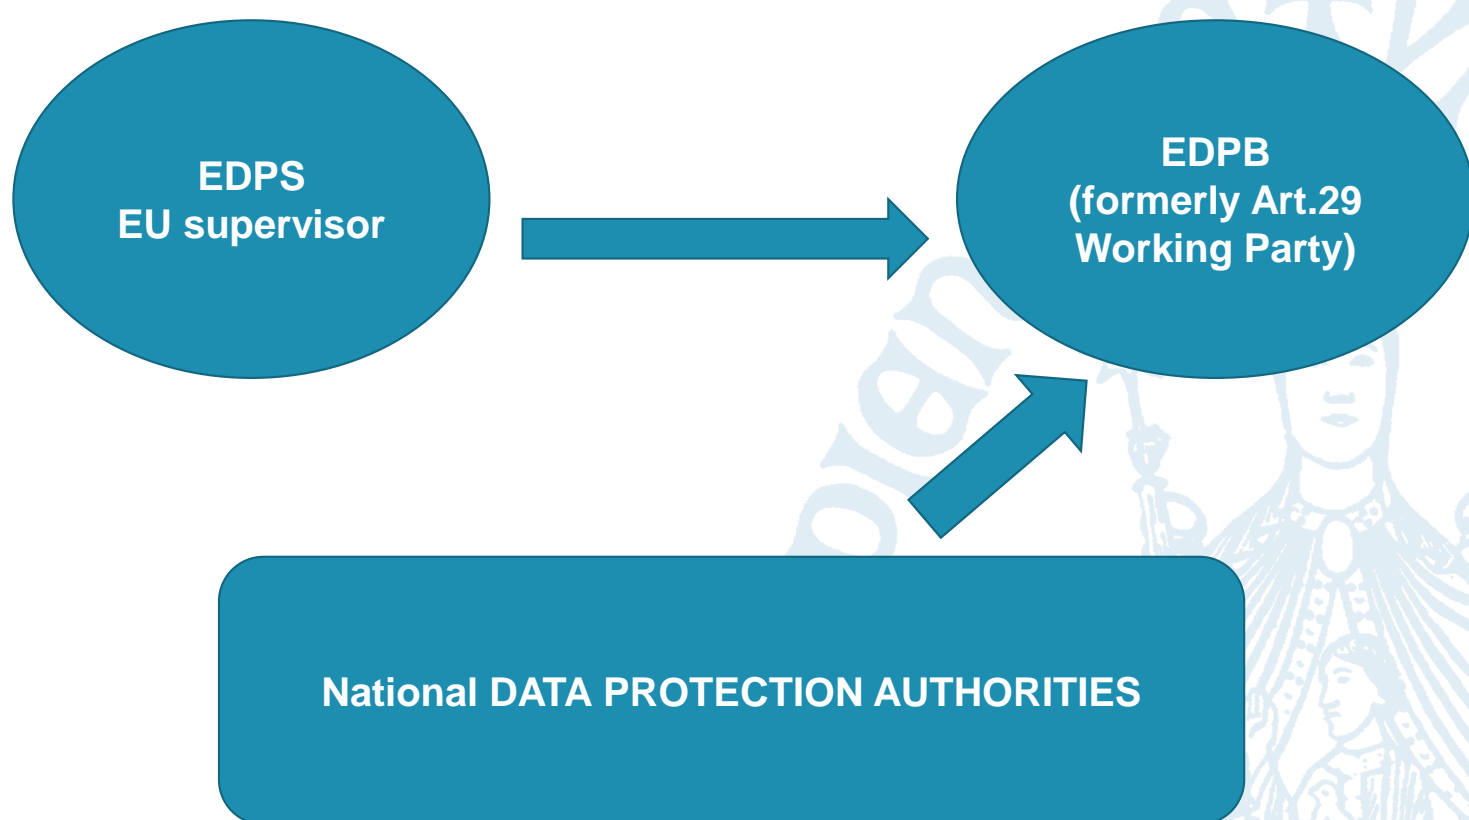 EDPS
EU supervisor
EDPB
(formerly Art.29
Working Party)
National DATA PROTECTION AUTHORITIES